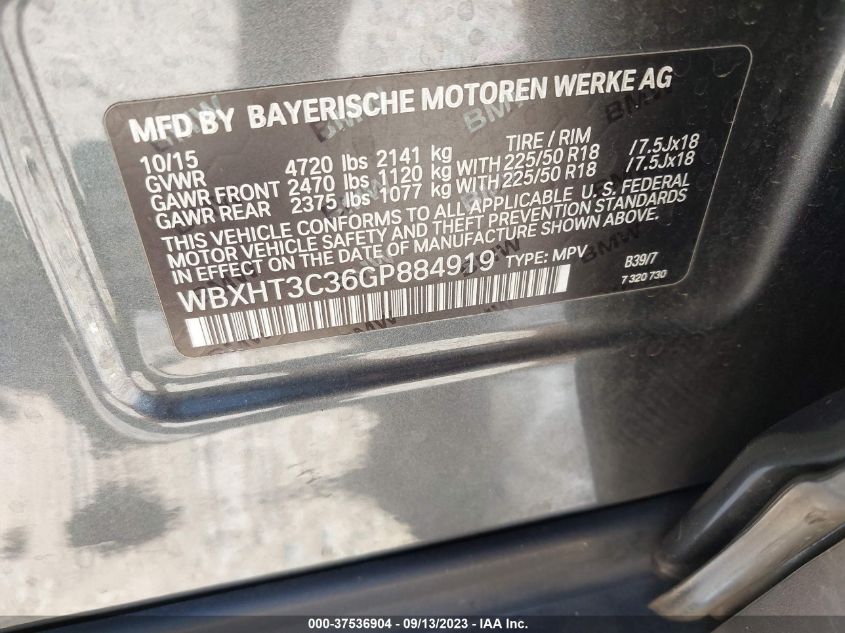 MFD BY BAYERISCHE MOTOREN WERKE AG
10/15 TIRE / RIM
GVWR 4720 lbs 2141 kg
GAWR FRONT 2470 lbs 1120 kg WITH 225/50 R18 /7.5Jx18
GAWR REAR 2375 lbs 1077 kg WITH 225/50 R18 /7.5Jx18
THIS VEHICLE CONFORMS TO ALL APPLICABLE U. S. FEDERAL
MOTOR VEHICLE SAFETY AND THEFT PREVENTION STANDARDS
IN EFFECT ON THE DATE OF MANUFACTURE SHOWN ABOVE.
WBXHT3C36GP884919 TYPE: MPV B39/7
7 320 730
000-37536904 - 09/13/2023 - IAA Inc.